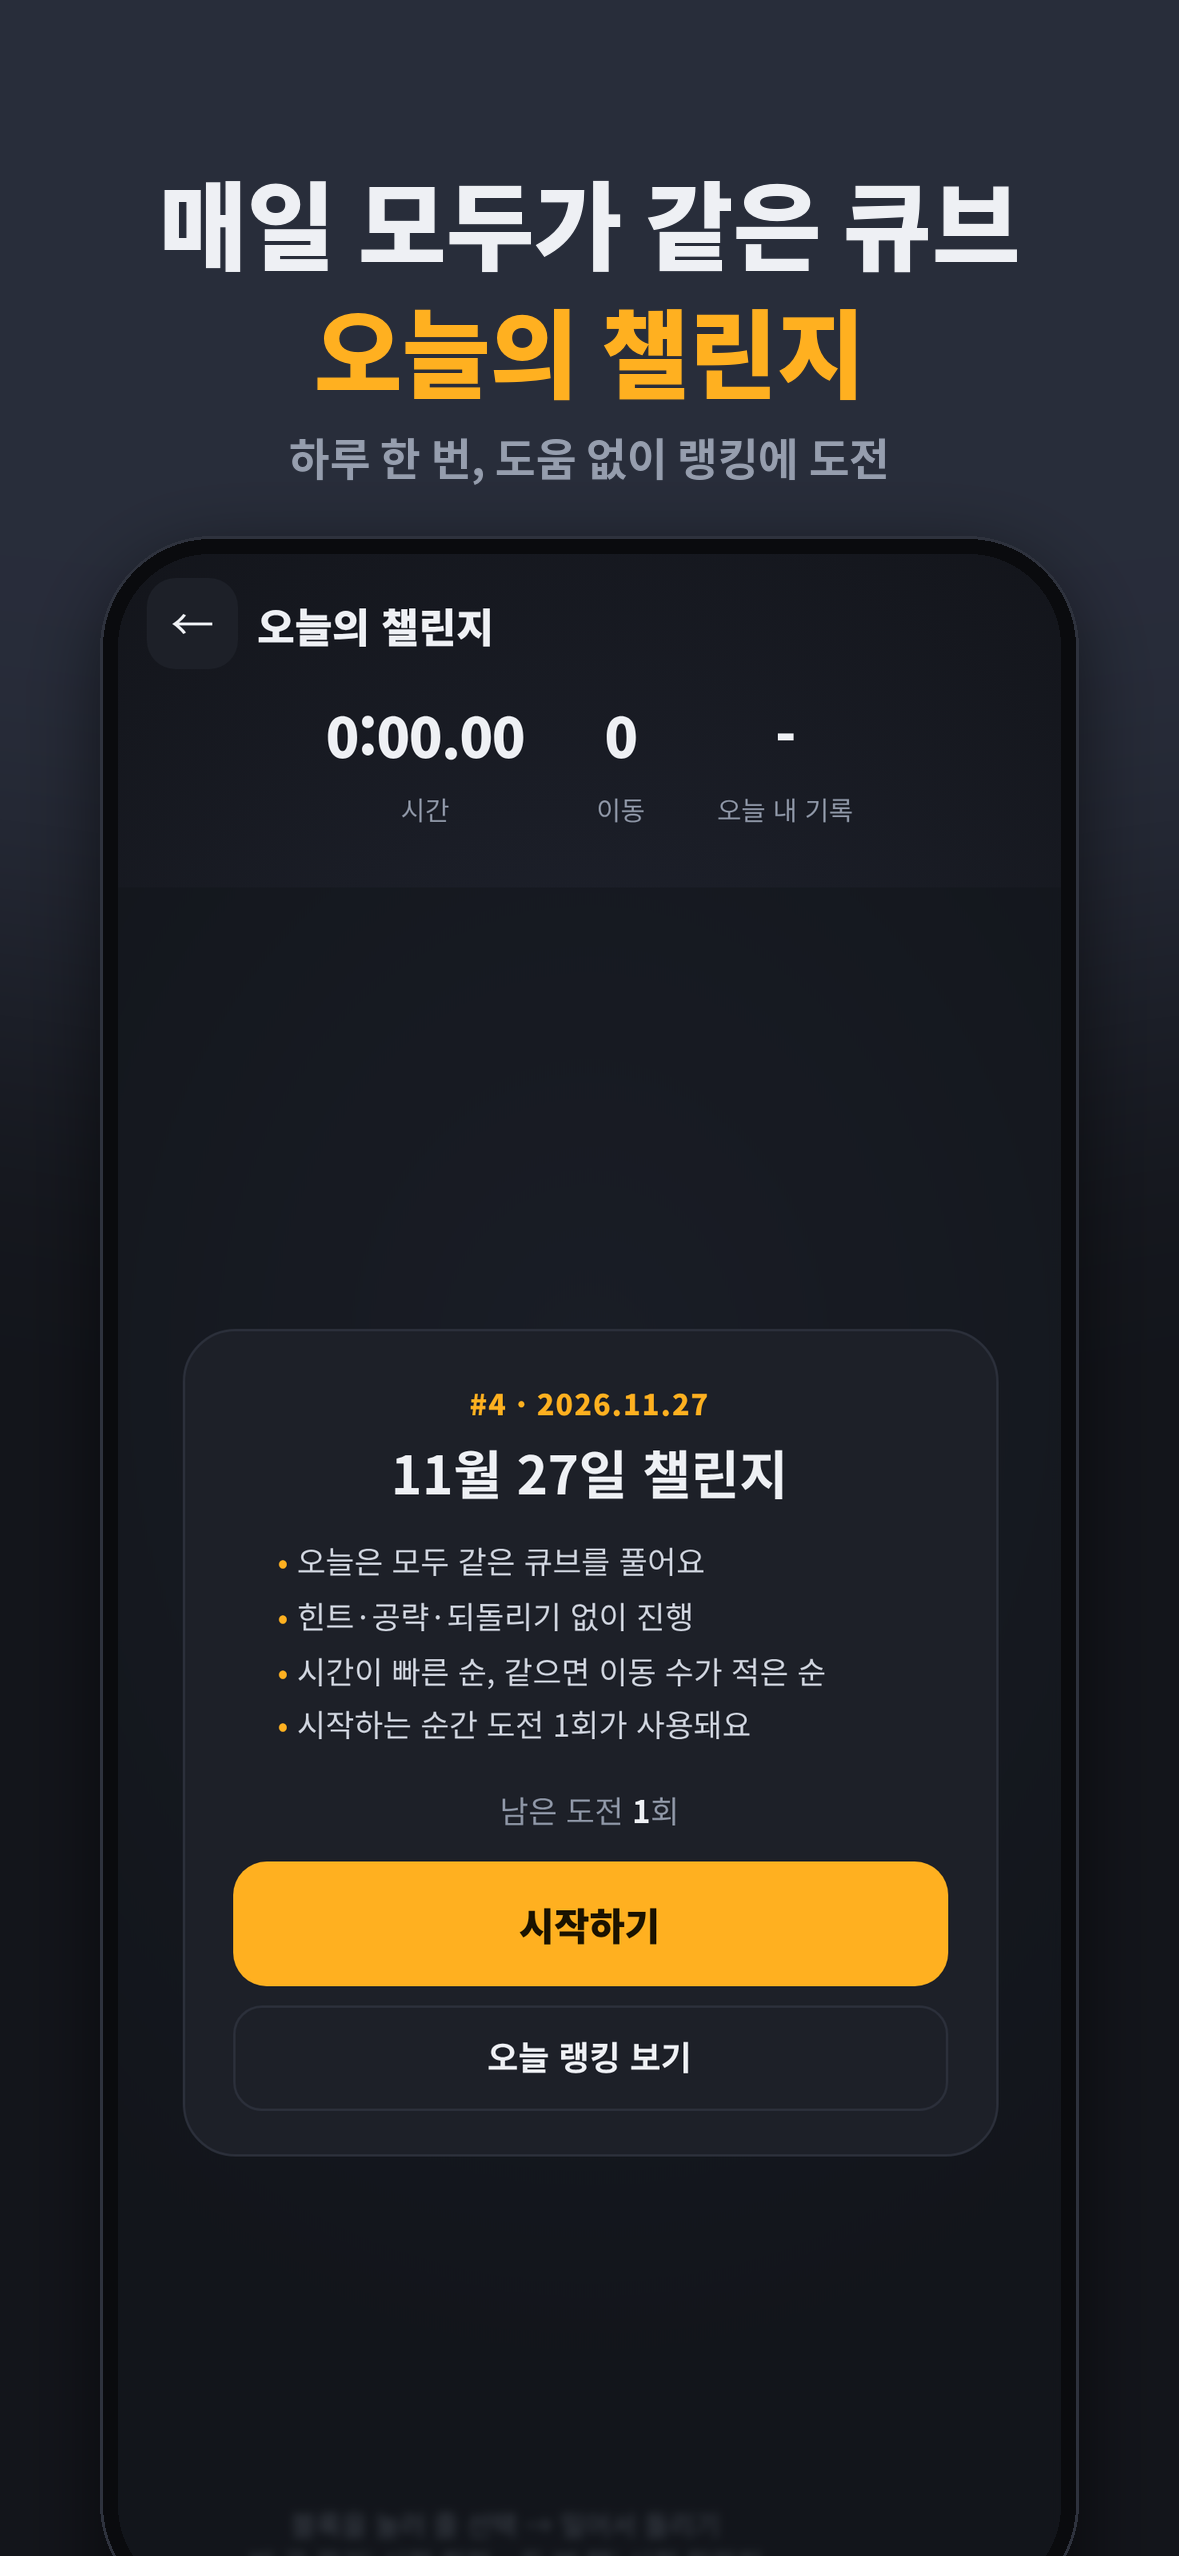 매일 모두가 같은 큐브
오늘의 챌린지
하루 한 번, 도움 없이 랭킹에 도전
← 오늘의 챌린지
0:00.00 0 -
시간 이동 오늘 내 기록
#4 · 2026.11.27
11월 27일 챌린지
• 오늘은 모두 같은 큐브를 풀어요
• 힌트·공략·되돌리기 없이 진행
• 시간이 빠른 순, 같으면 이동 수가 적은 순
• 시작하는 순간 도전 1회가 사용돼요
남은 도전 1회
시작하기
오늘 랭킹 보기